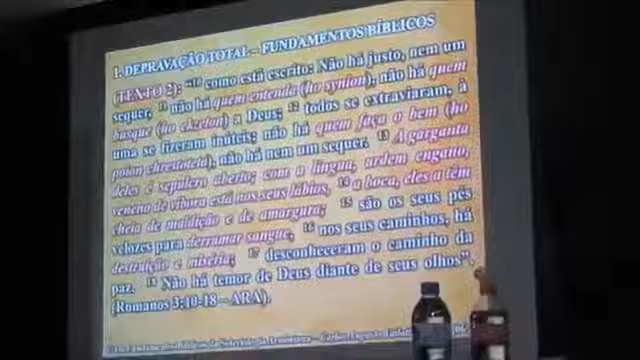 1. DEPRAVAÇÃO TOTAL – FUNDAMENTOS BÍBLICOS
(TEXTO 2): "¹⁰ como está escrito: Não há justo, nem um
sequer, ¹¹ não há quem entenda (ho synion), não há quem
busque (ho ekzeton) a Deus; ¹² todos se extraviaram, à
uma se fizeram inúteis; não há quem faça o bem (ho
poion chrestoteta), não há nem um sequer. ¹³ A garganta
deles é sepulcro aberto; com a língua, urdem engano,
veneno de víbora está nos seus lábios, ¹⁴ a boca, eles a têm
cheia de maldição e de amargura; ¹⁵ são os seus pés
velozes para derramar sangue, ¹⁶ nos seus caminhos, há
destruição e miséria; ¹⁷ desconheceram o caminho da
paz. ¹⁸ Não há temor de Deus diante de seus olhos".
(Romanos 3:10-18 – ARA).